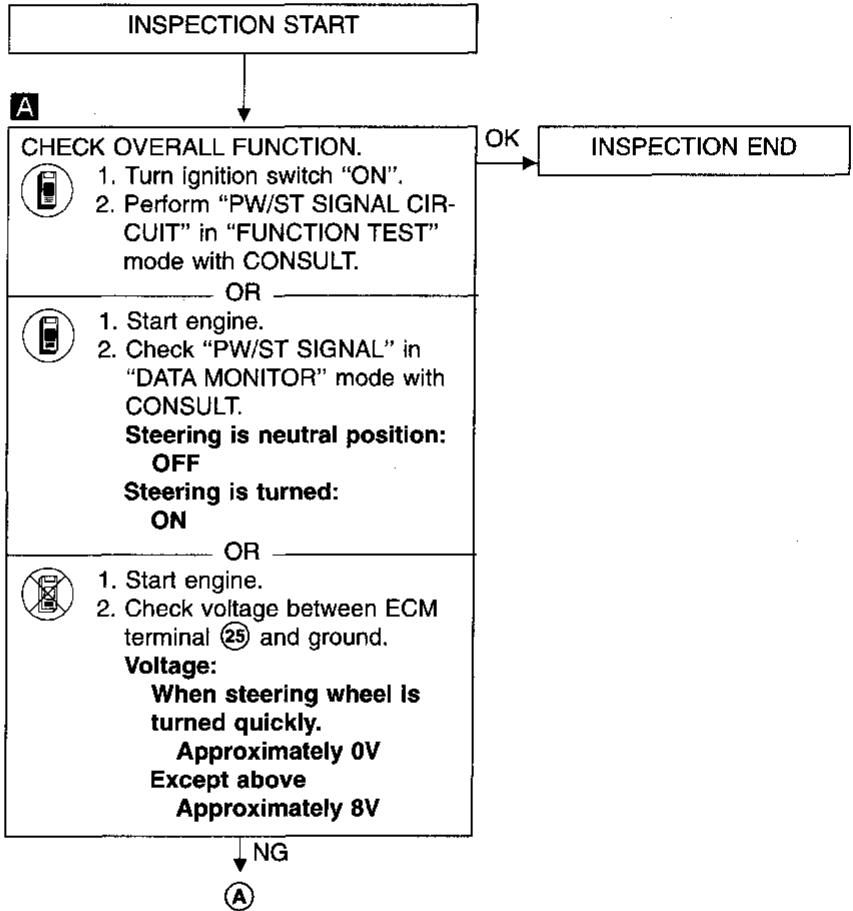 INSPECTION START
A
CHECK OVERALL FUNCTION.
1. Turn ignition switch “ON”.
2. Perform “PW/ST SIGNAL CIR-
CUIT” in “FUNCTION TEST”
mode with CONSULT.
OK
INSPECTION END
OR
1. Start engine.
2. Check “PW/ST SIGNAL” in
“DATA MONITOR” mode with
CONSULT.
Steering is neutral position:
OFF
Steering is turned:
ON
OR
1. Start engine.
2. Check voltage between ECM
terminal 25 and ground.
Voltage:
When steering wheel is
turned quickly.
Approximately 0V
Except above
Approximately 8V
NG
A